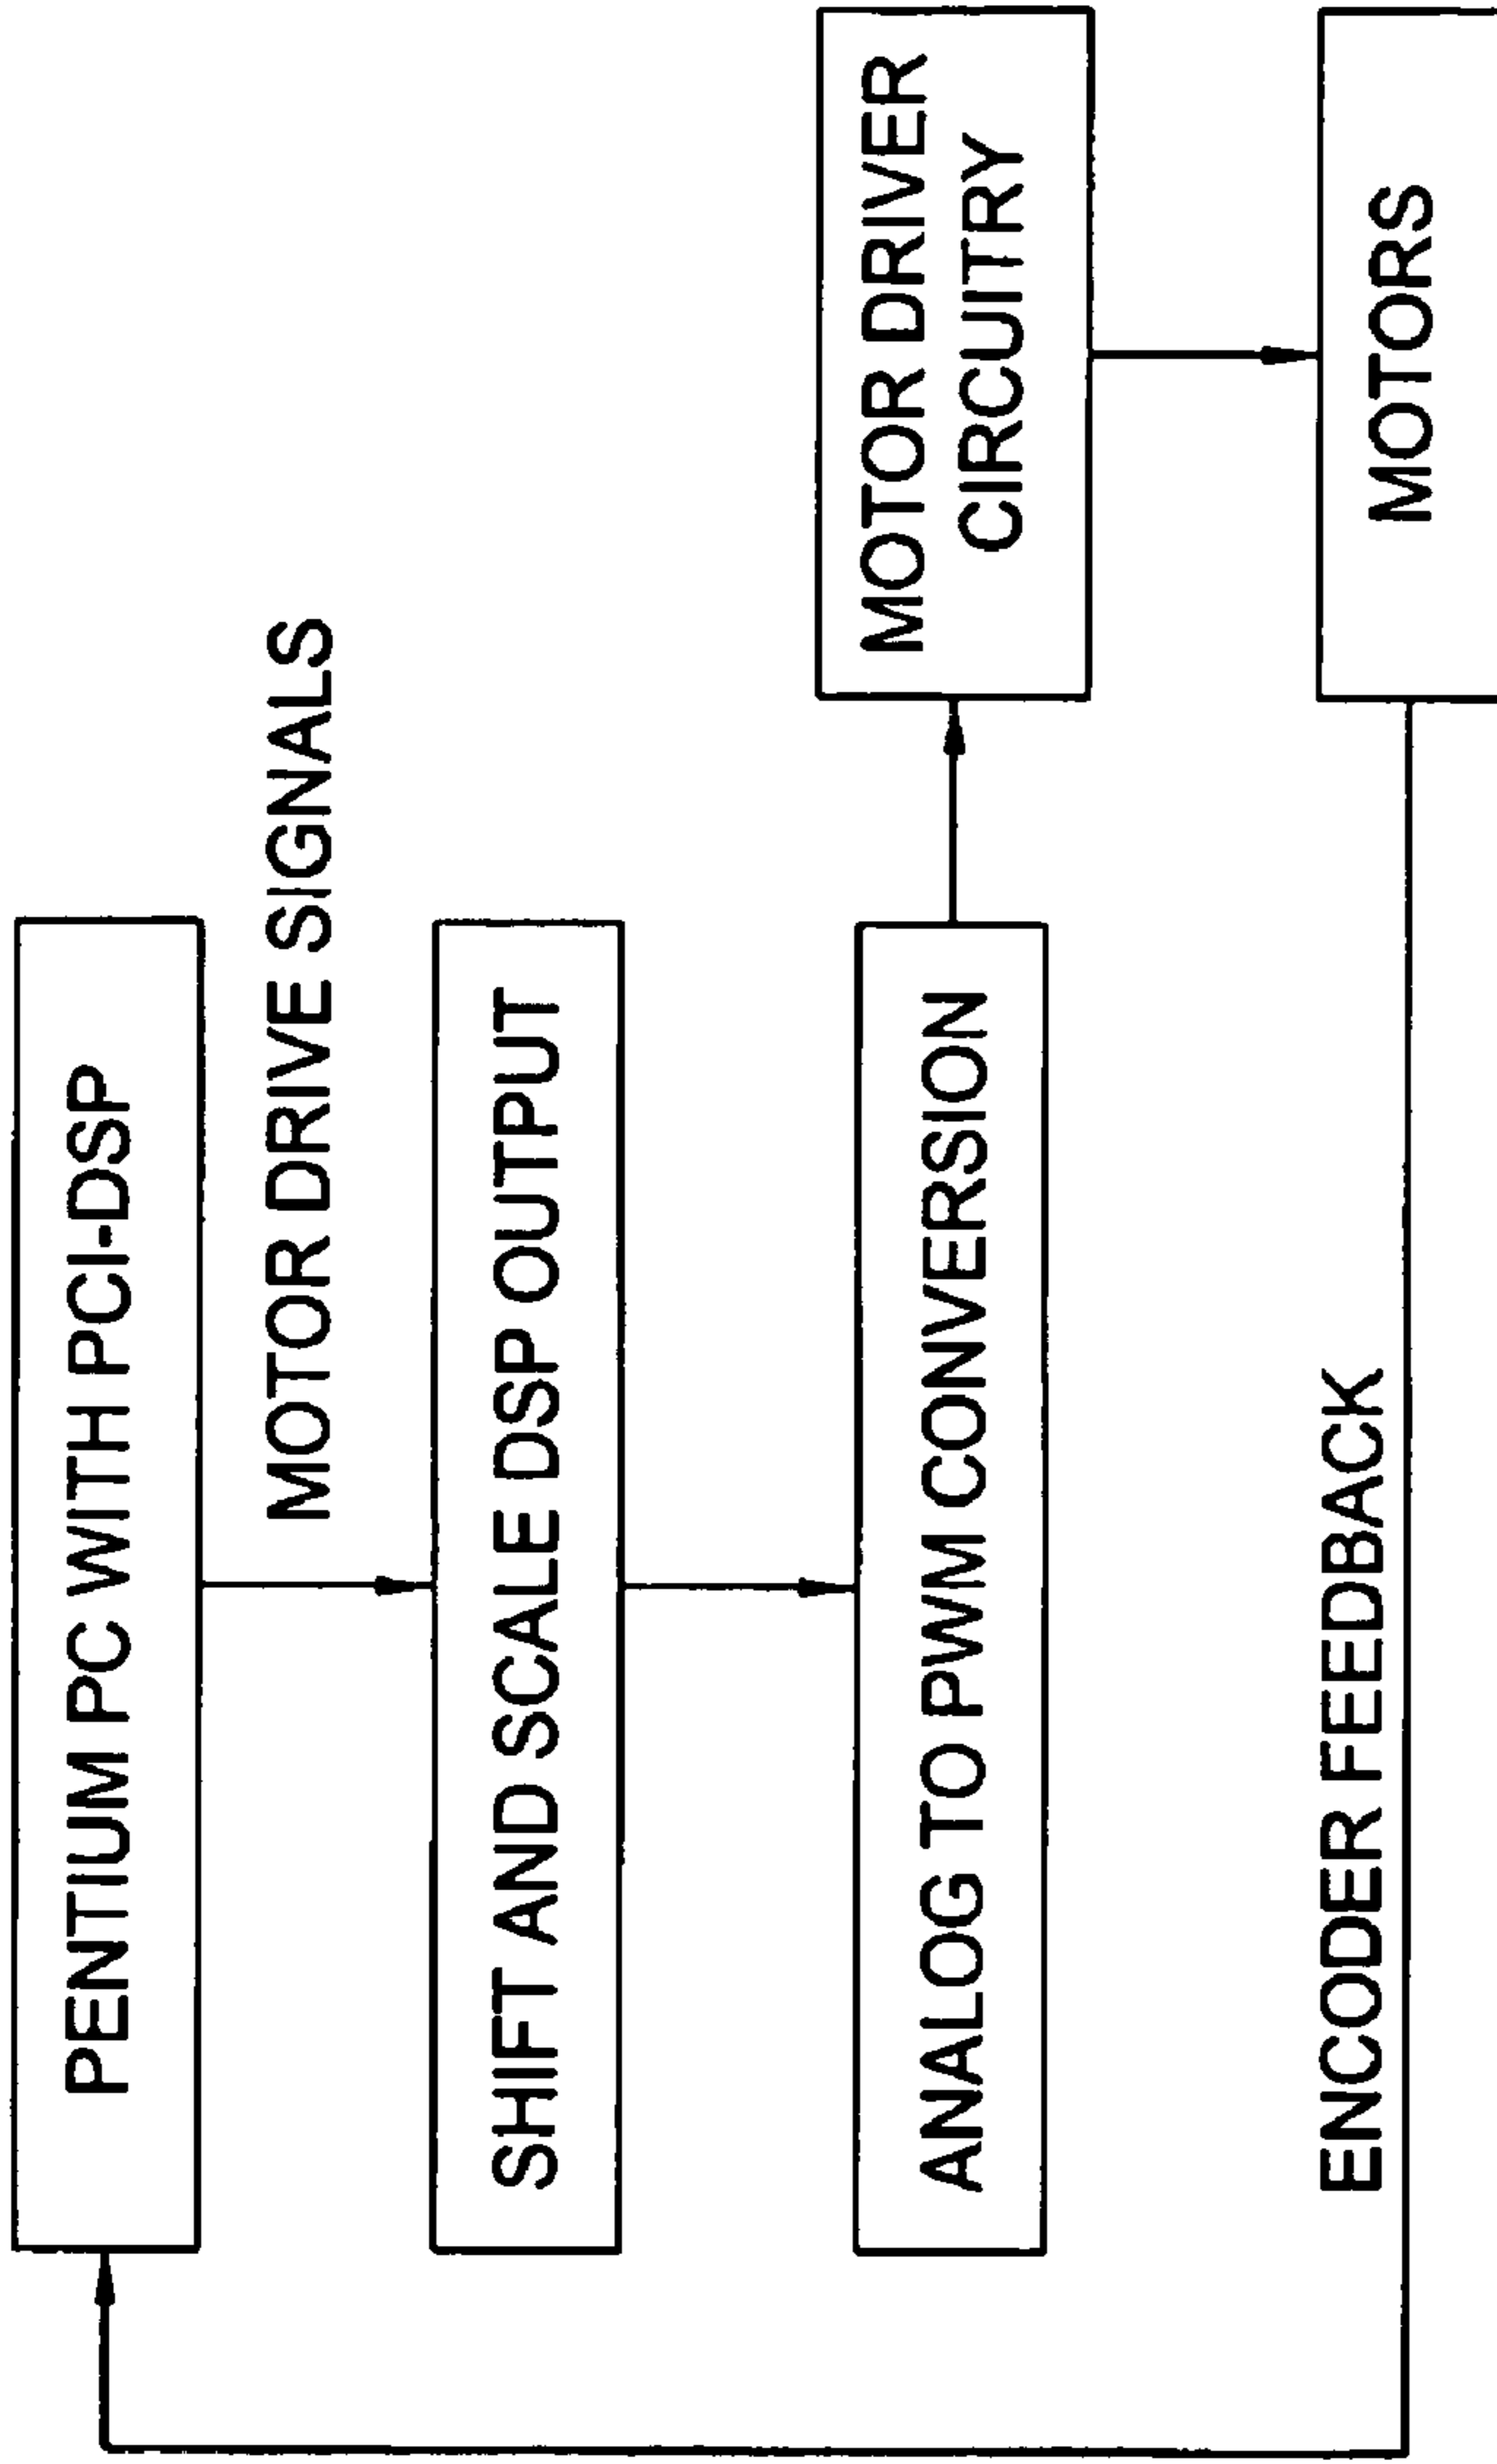 PENTIUM PC WITH PCI-DSP
MOTOR DRIVE SIGNALS
SHIFT AND SCALE DSP OUTPUT
ANALOG TO PWM CONVERSION
MOTOR DRIVER
CIRCUITRY
MOTORS
ENCODER FEEDBACK